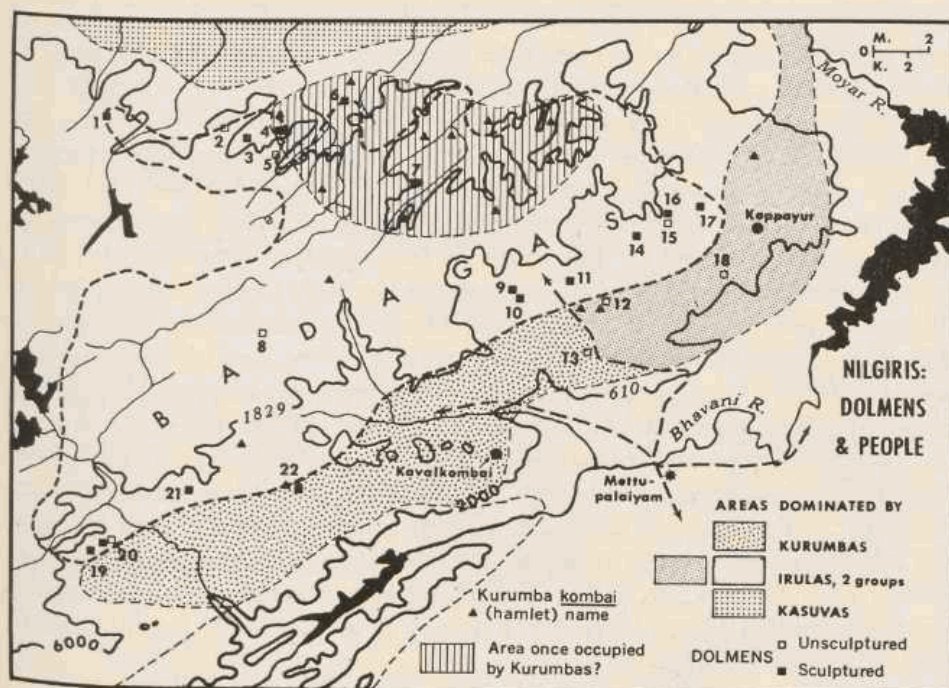 M. 2
0
K. 2
Moyar R.
1
2
3
4
5
6
7
42
S
16
17
15
14
Kappayur
18
A
G
A
D
A
B
9
10
11
12
13
8
610
1829
NILGIRIS:
DOLMENS
& PEOPLE
Bhavani R.
Kavalkombai
Mettu-
palaiyam
2000
21
22
20
19
6000
AREAS DOMINATED BY
KURUMBAS
IRULAS, 2 groups
KASUVAS
Kurumba kombai
(hamlet) name
Area once occupied
by Kurumbas?
DOLMENS
Unsculptured
Sculptured